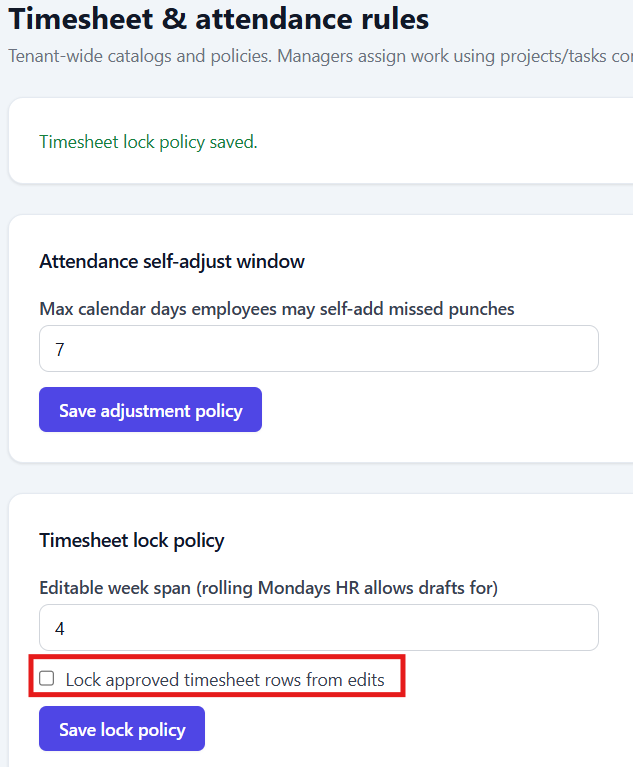 Timesheet & attendance rules
Tenant-wide catalogs and policies. Managers assign work using projects/tasks
Timesheet lock policy saved.
Attendance self-adjust window
Max calendar days employees may self-add missed punches
7
Save adjustment policy
Timesheet lock policy
Editable week span (rolling Mondays HR allows drafts for)
4
Lock approved timesheet rows from edits
Save lock policy